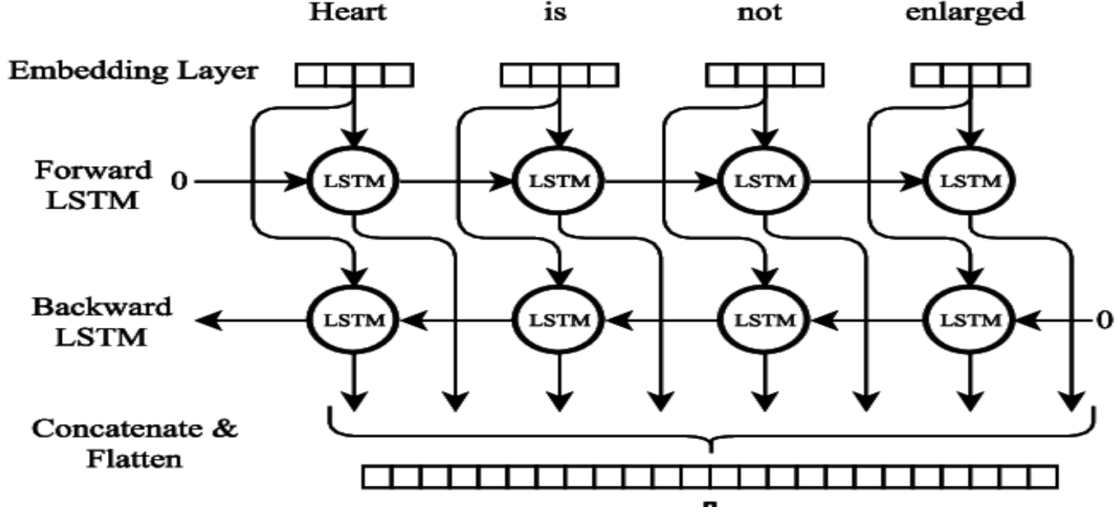 Heart is not enlarged
Embedding Layer
Forward
LSTM
0
LSTM LSTM LSTM LSTM
Backward
LSTM
LSTM LSTM LSTM LSTM
0
Concatenate &
Flatten